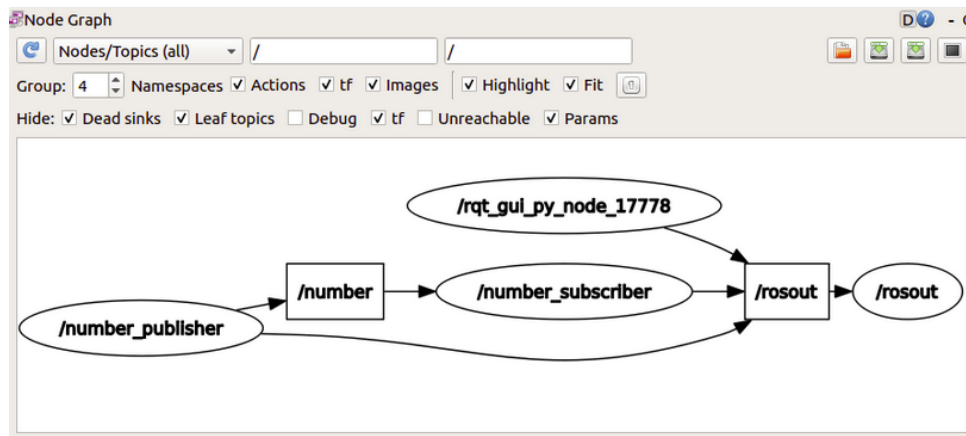 Node Graph D ? -
Nodes/Topics (all) / /
Group: 4 Namespaces Actions tf Images Highlight Fit
Hide: Dead sinks Leaf topics Debug tf Unreachable Params
/rqt_gui_py_node_17778
/number /number_subscriber /rosout /rosout
/number_publisher